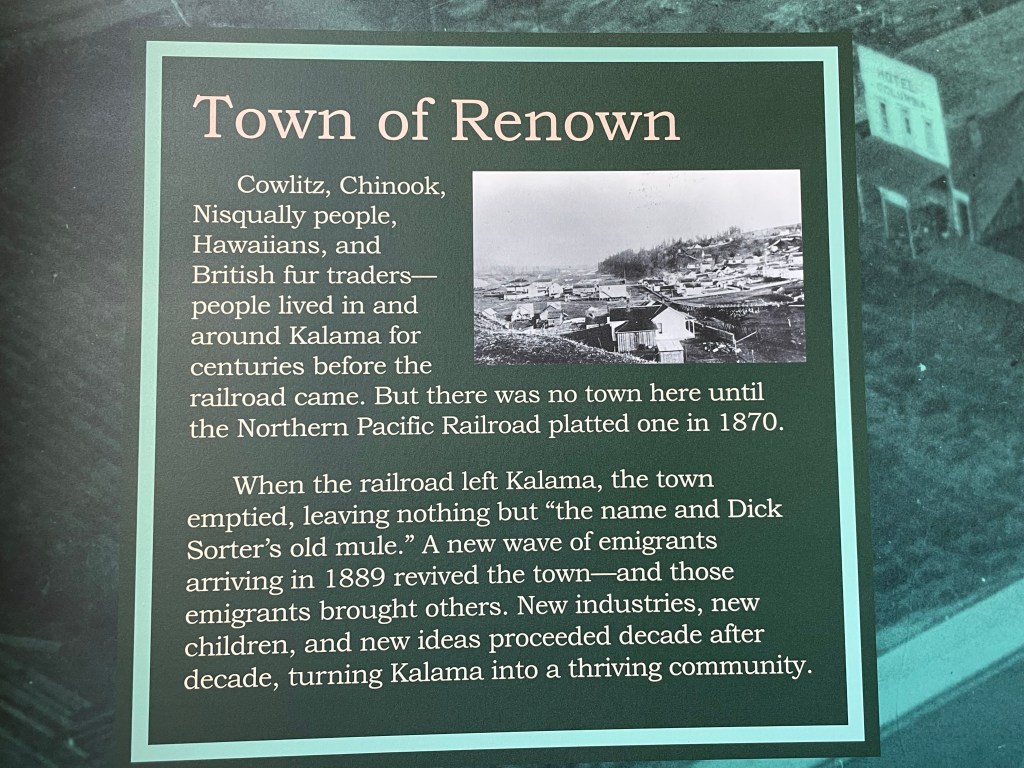 Town of Renown
Cowlitz, Chinook,
Nisqually people,
Hawaiians, and
British fur traders—
people lived in and
around Kalama for
centuries before the
railroad came. But there was no town here until
the Northern Pacific Railroad platted one in 1870.
When the railroad left Kalama, the town
emptied, leaving nothing but “the name and Dick
Sorter’s old mule.” A new wave of emigrants
arriving in 1889 revived the town—and those
emigrants brought others. New industries, new
children, and new ideas proceeded decade after
decade, turning Kalama into a thriving community.
HOTEL
COLUMBIA